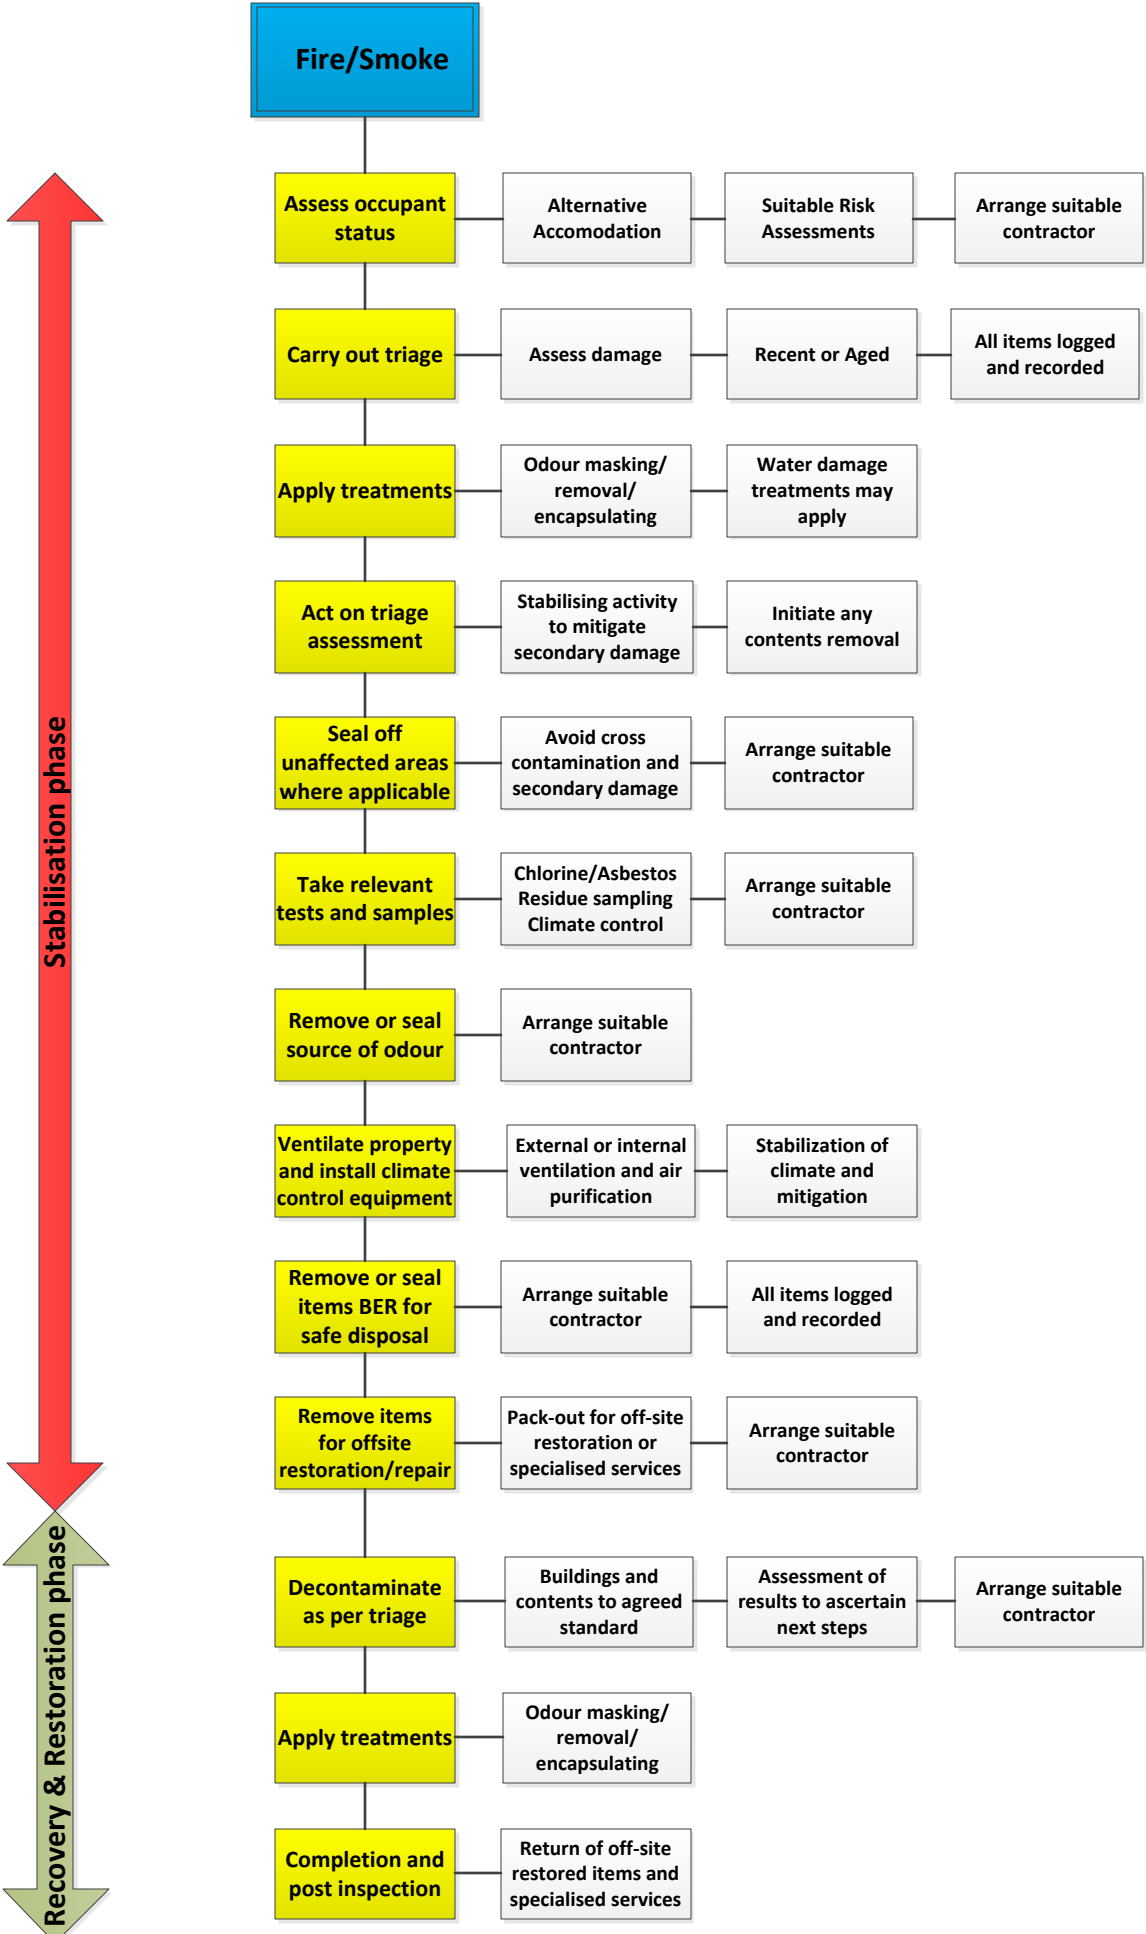 Fire/Smoke
Assess occupant
status
Alternative
Accomodation
Suitable Risk
Assessments
Arrange suitable
contractor
Carry out triage
Assess damage
Recent or Aged
All items logged
and recorded
Apply treatments
Odour masking/
removal/
encapsulating
Water damage
treatments may
apply
Act on triage
assessment
Stabilising activity
to mitigate
secondary damage
Initiate any
contents removal
Seal off
unaffected areas
where applicable
Avoid cross
contamination and
secondary damage
Arrange suitable
contractor
Take relevant
tests and samples
Chlorine/Asbestos
Residue sampling
Climate control
Arrange suitable
contractor
Remove or seal
source of odour
Arrange suitable
contractor
Ventilate property
and install climate
control equipment
External or internal
ventilation and air
purification
Stabilization of
climate and
mitigation
Remove or seal
items BER for
safe disposal
Arrange suitable
contractor
All items logged
and recorded
Remove items
for offsite
restoration/repair
Pack-out for off-site
restoration or
specialised services
Arrange suitable
contractor
Stabilisation phase
Decontaminate
as per triage
Buildings and
contents to agreed
standard
Assessment of
results to ascertain
next steps
Arrange suitable
contractor
Apply treatments
Odour masking/
removal/
encapsulating
Completion and
post inspection
Return of off-site
restored items and
specialised services
Recovery & Restoration phase